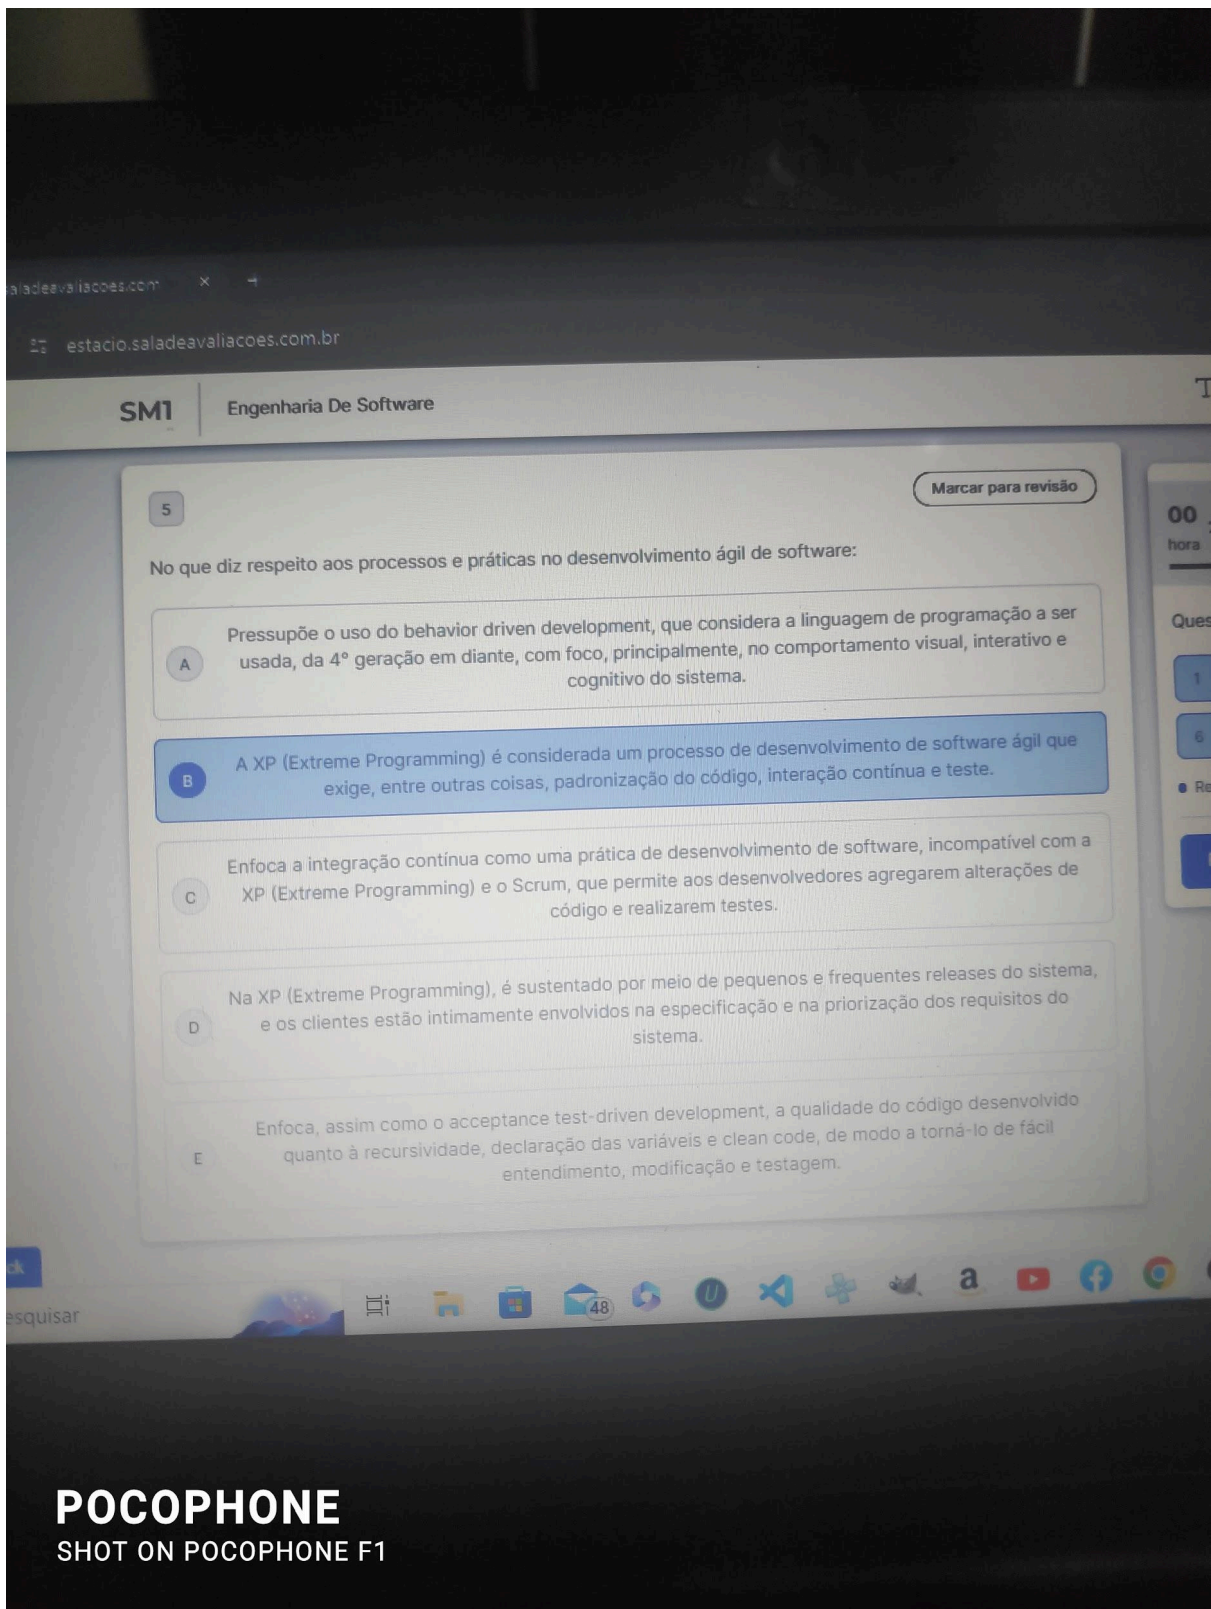 saladeavaliacoes.com
estacio.saladeavaliacoes.com.br
SM1
Engenharia De Software
T
5
Marcar para revisão
00
hora
No que diz respeito aos processos e práticas no desenvolvimento ágil de software:
Ques
A
Pressupõe o uso do behavior driven development, que considera a linguagem de programação a ser
usada, da 4° geração em diante, com foco, principalmente, no comportamento visual, interativo e
cognitivo do sistema.
1
6
B
A XP (Extreme Programming) é considerada um processo de desenvolvimento de software ágil que
exige, entre outras coisas, padronização do código, interação contínua e teste.
Re
C
Enfoca a integração contínua como uma prática de desenvolvimento de software, incompatível com a
XP (Extreme Programming) e o Scrum, que permite aos desenvolvedores agregarem alterações de
código e realizarem testes.
D
Na XP (Extreme Programming), é sustentado por meio de pequenos e frequentes releases do sistema,
e os clientes estão intimamente envolvidos na especificação e na priorização dos requisitos do
sistema.
E
Enfoca, assim como o acceptance test-driven development, a qualidade do código desenvolvido
quanto à recursividade, declaração das variáveis e clean code, de modo a torná-lo de fácil
entendimento, modificação e testagem.
ck
esquisar
48
U
a
POCOPHONE
SHOT ON POCOPHONE F1